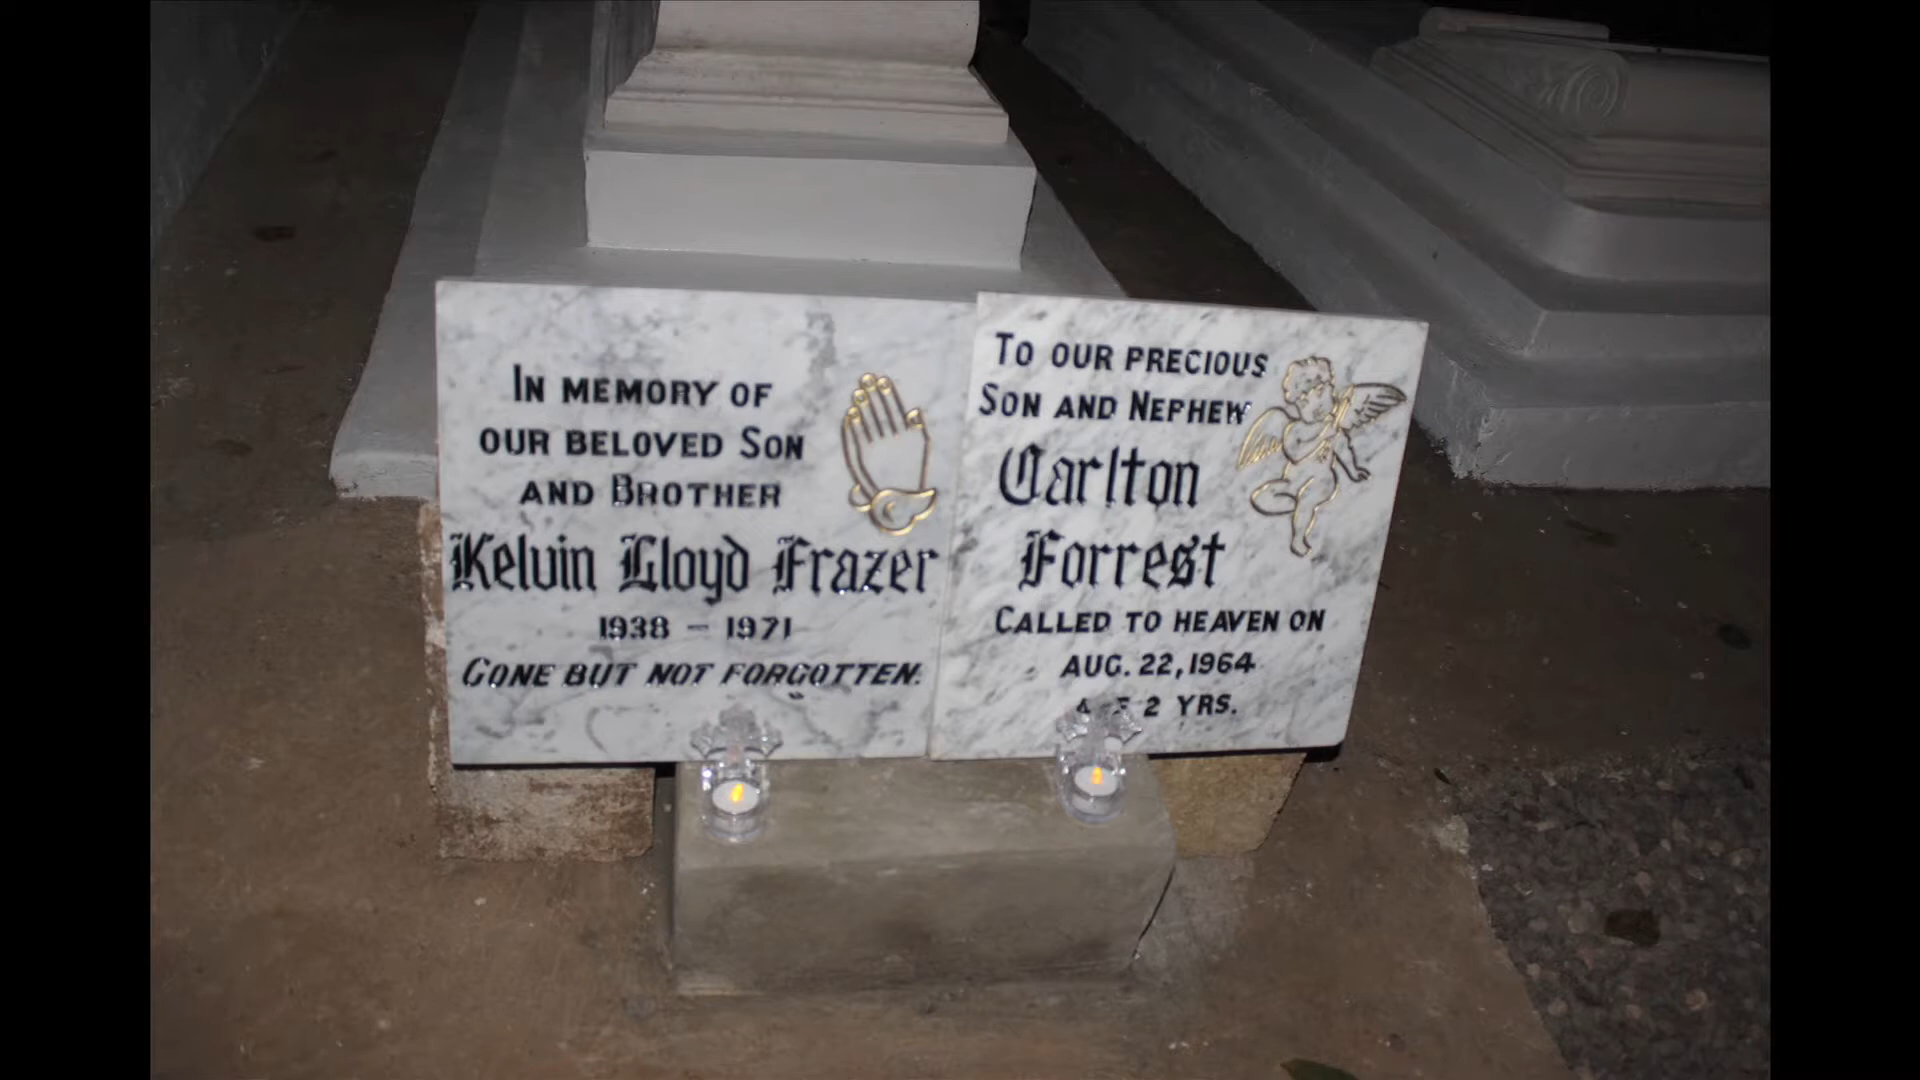 In memory of
our beloved Son
and Brother
Kelvin Lloyd Frazer
1938 – 1971
Gone but not forgotten.
To our precious
Son and Nephew
Carlton
Forrest
Called to heaven on
Aug. 22, 1964
2 yrs.